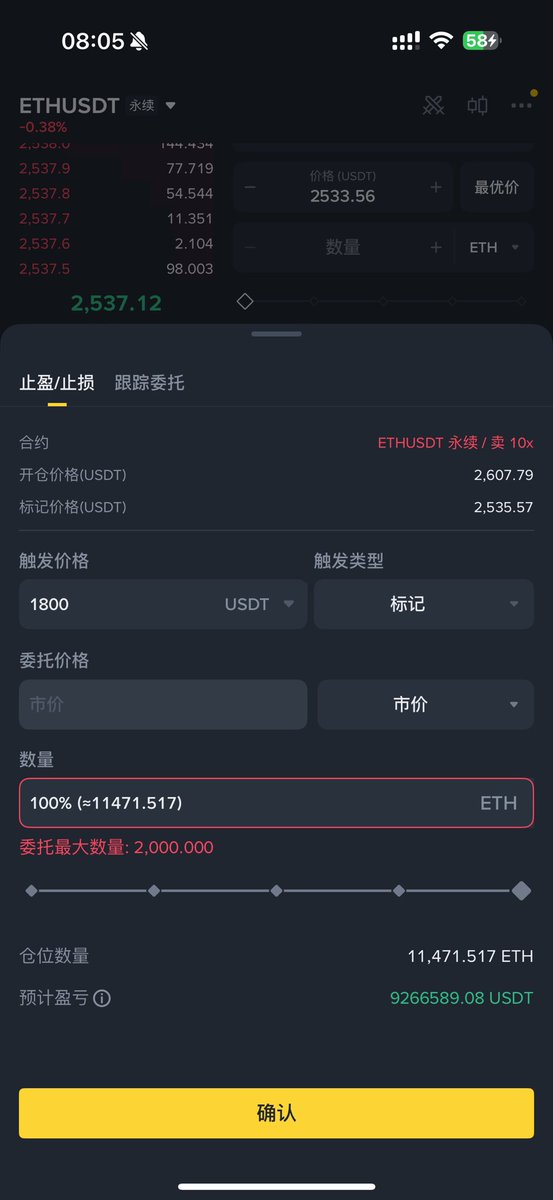 08:05
58
ETHUSDT 永续
-0.38%
2,538.0 144.434
2,537.9 77.719
2,537.8 54.544
2,537.7 11.351
2,537.6 2.104
2,537.5 98.003
2,537.12
价格 (USDT)
2533.56
最优价
数量
ETH
止盈/止损 跟踪委托
合约 ETHUSDT 永续 / 卖 10x
开仓价格(USDT) 2,607.79
标记价格(USDT) 2,535.57
触发价格 触发类型
1800 USDT 标记
委托价格
市价 市价
数量
100% (≈11471.517) ETH
委托最大数量: 2,000.000
仓位数量 11,471.517 ETH
预计盈亏 9266589.08 USDT
确认